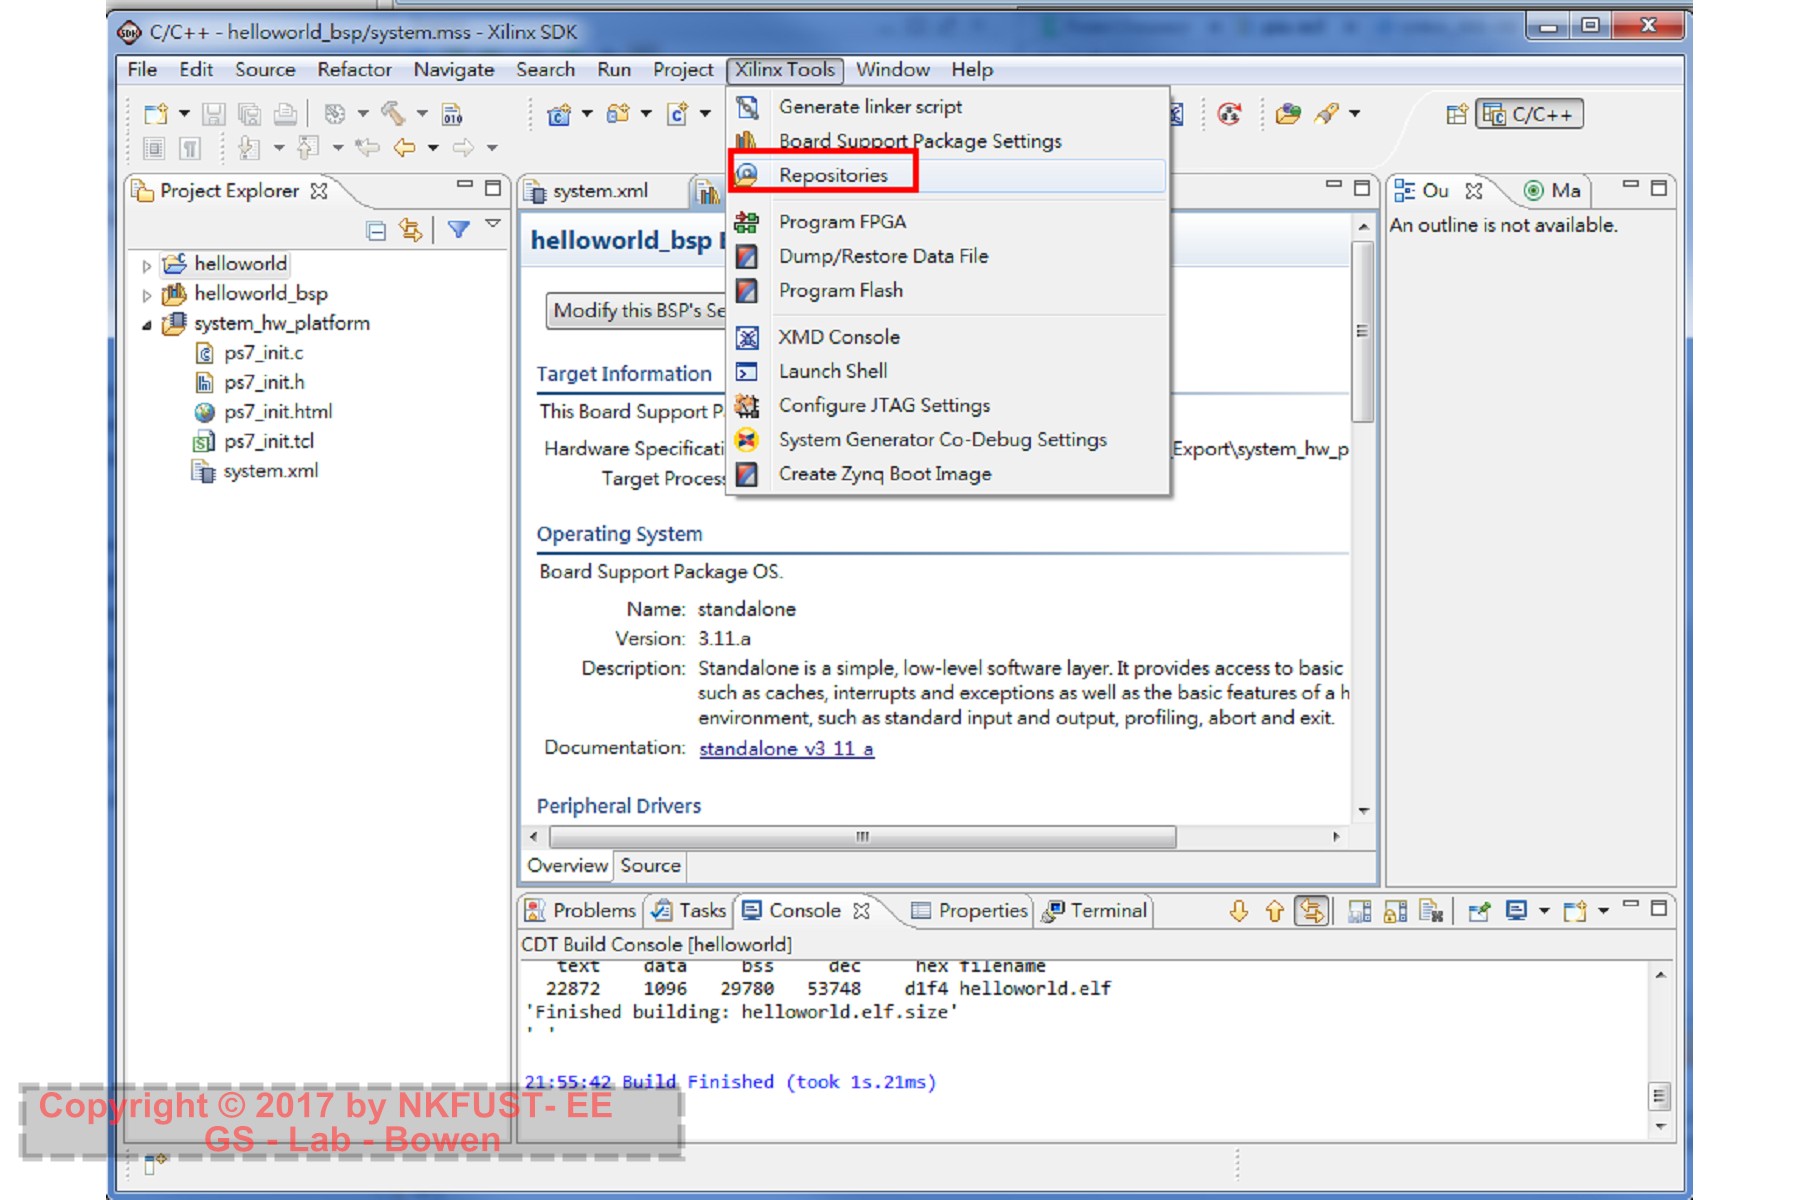 C/C++ - helloworld_bsp/system.mss - Xilinx SDK
File Edit Source Refactor Navigate Search Run Project Xilinx Tools Window Help
Generate linker script
Board Support Package Settings
Repositories
Program FPGA
Dump/Restore Data File
Program Flash
XMD Console
Launch Shell
Configure JTAG Settings
System Generator Co-Debug Settings
Create Zynq Boot Image
C/C++
Project Explorer
helloworld
helloworld_bsp
system_hw_platform
ps7_init.c
ps7_init.h
ps7_init.html
ps7_init.tcl
system.xml
system.xml
helloworld_bsp
Modify this BSP's Se
Target Information
This Board Support P
Hardware Specificati
_Export\system_hw_p
Target Process
Operating System
Board Support Package OS.
Name: standalone
Version: 3.11.a
Description: Standalone is a simple, low-level software layer. It provides access to basic
such as caches, interrupts and exceptions as well as the basic features of a h
environment, such as standard input and output, profiling, abort and exit.
Documentation: standalone_v3_11_a
Peripheral Drivers
Overview Source
Ou Ma
An outline is not available.
Problems Tasks Console Properties Terminal
CDT Build Console [helloworld]
text data bss dec hex filename
22872 1096 29780 53748 d1f4 helloworld.elf
'Finished building: helloworld.elf.size'
' '
21:55:42 Build Finished (took 1s.21ms)
Copyright © 2017 by NKFUST- EE
GS - Lab - Bowen